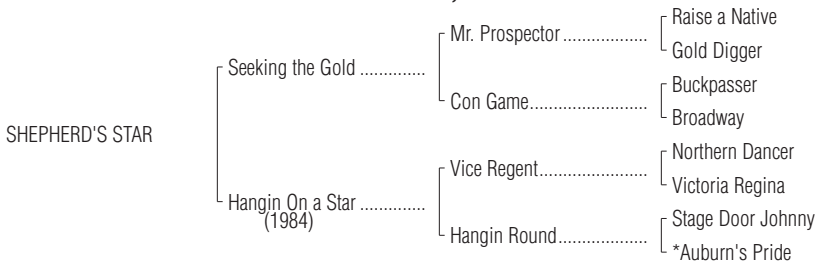 Raise a Native
Mr. Prospector ..................
Gold Digger
Seeking the Gold ..............
Buckpasser
Con Game.........................
Broadway
SHEPHERD'S STAR
Northern Dancer
Vice Regent.......................
Victoria Regina
Hangin On a Star ..............
(1984)
Stage Door Johnny
Hangin Round...................
*Auburn's Pride